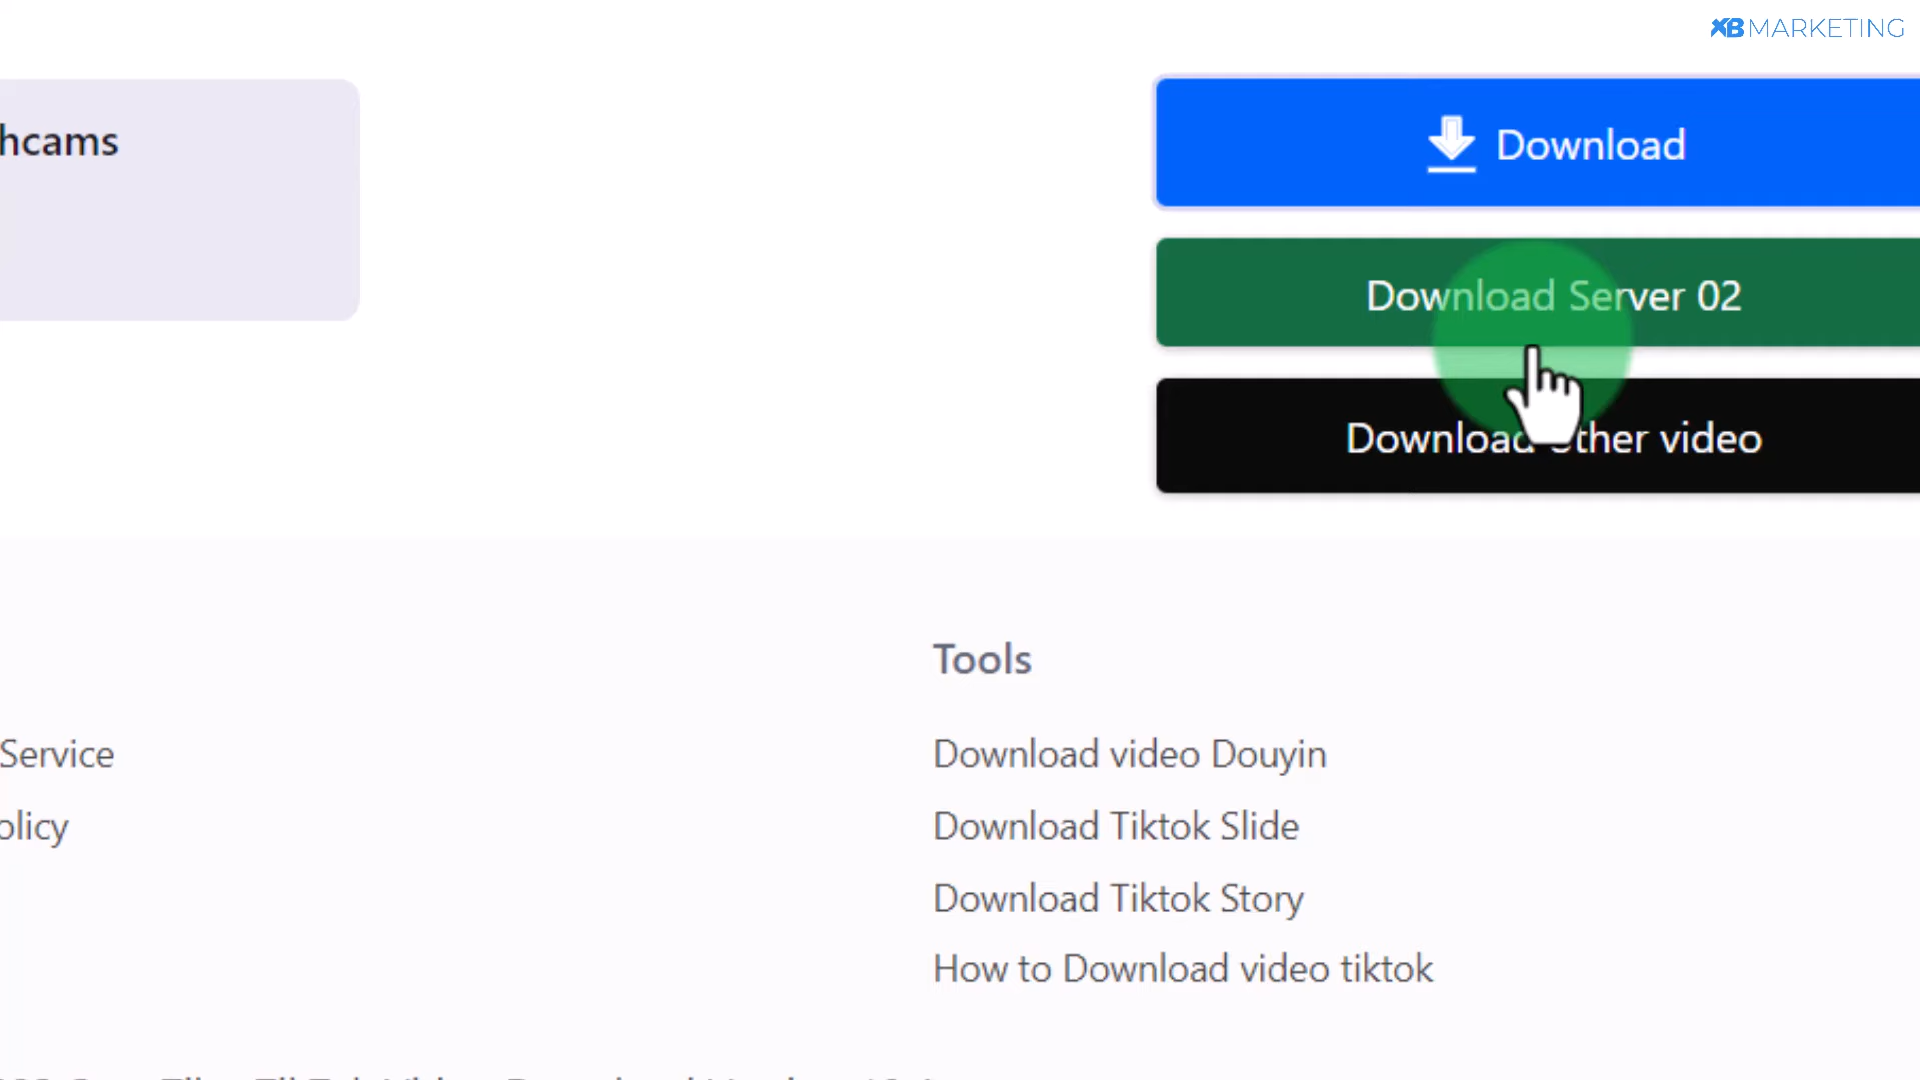 XB MARKETING
hcams
Download
Download Server 02
Download other video
Tools
Service
Download video Douyin
olicy
Download Tiktok Slide
Download Tiktok Story
How to Download video tiktok